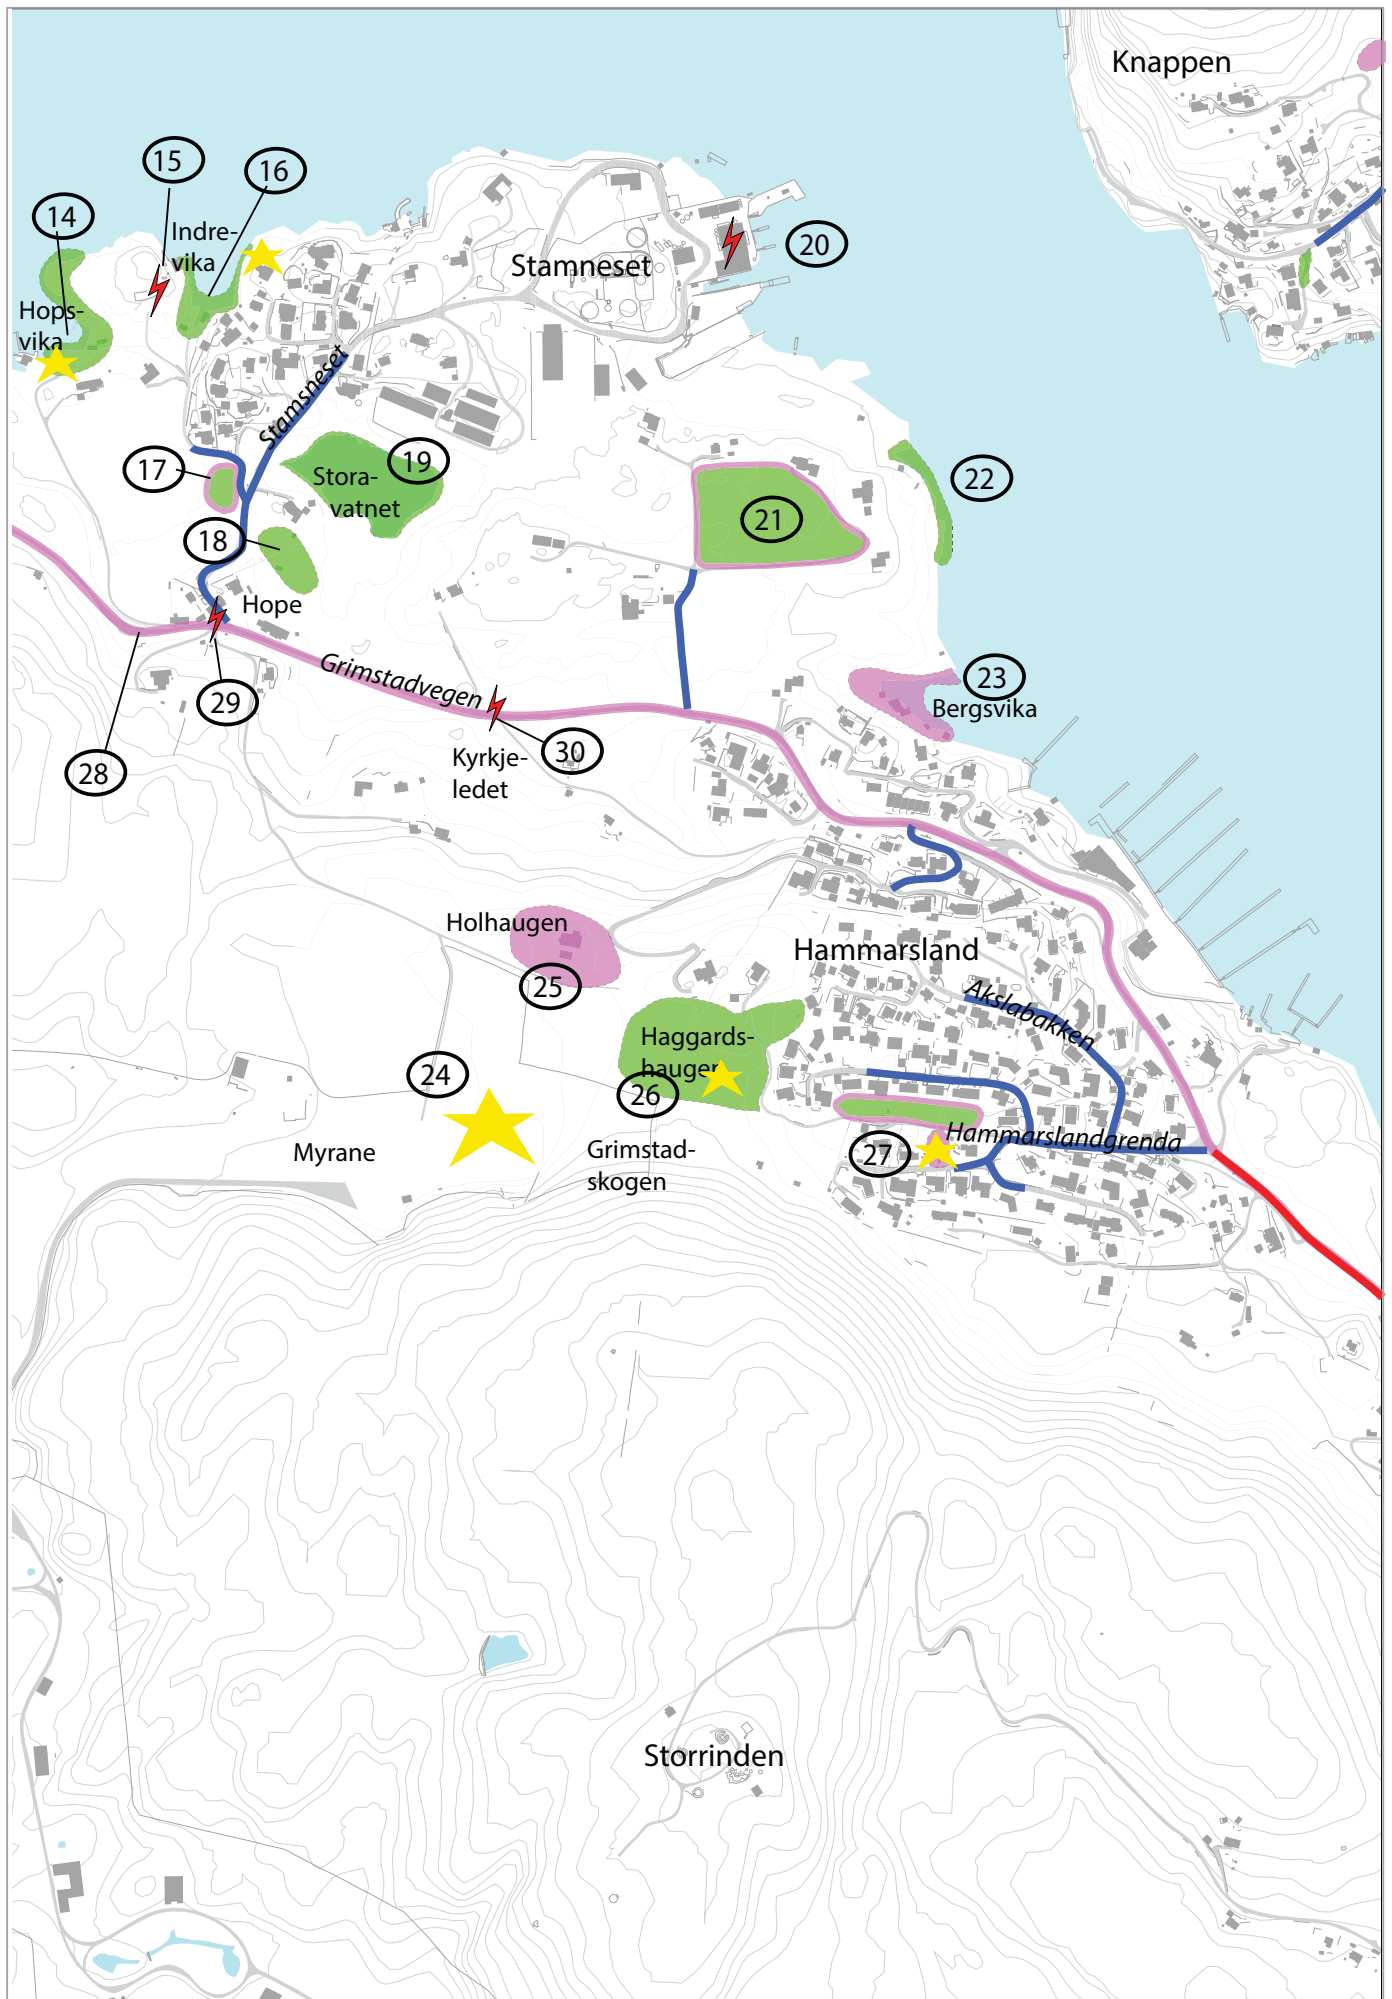 Knappen
15
16
14
Indre-
vika
20
Stamneset
Hops-
vika
Stamsneset
17
19
Stora-
vatnet
22
21
18
Hope
Grimstadvegen
23
Bergsvika
29
30
28
Kyrkje-
ledet
Holhaugen
Hammarsland
25
Akslabakken
Haggards-
haugen
24
26
Hammarslandgrenda
Myrane
Grimstad-
skogen
27
Storrinden